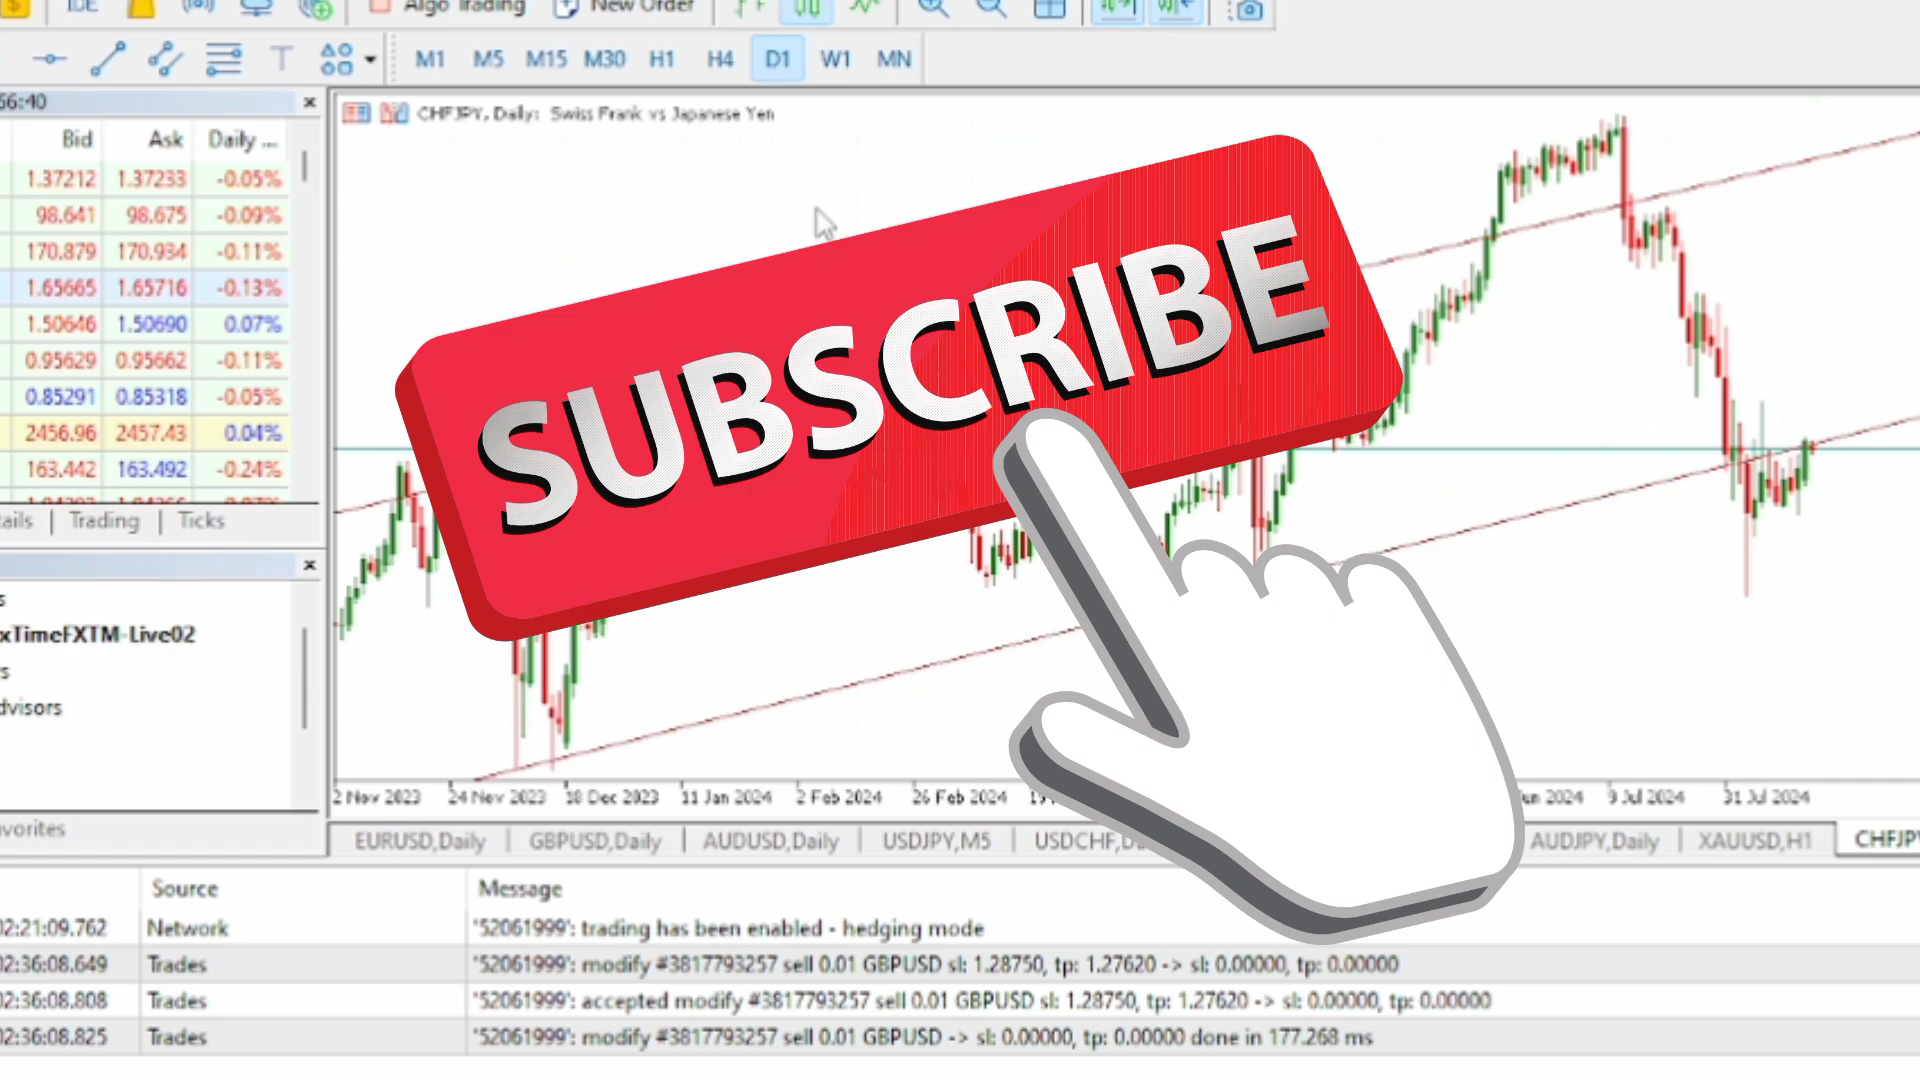 IDE
Algo Trading
New Order
T
M1 M5 M15 M30 H1 H4 D1 W1 MN
56:40
CHFJPY, Daily: Swiss Frank vs Japanese Yen
Bid Ask Daily ...
1.37212 1.37233 -0.05%
98.641 98.675 -0.09%
170.879 170.934 -0.11%
1.65665 1.65716 -0.13%
1.50646 1.50690 0.07%
0.95629 0.95662 -0.11%
0.85291 0.85318 -0.05%
2456.96 2457.43 0.04%
163.442 163.492 -0.24%
SUBSCRIBE
ails | Trading | Ticks
s
xTimeFXTM-Live02
s
dvisors
vorites
2 Nov 2023 24 Nov 2023 18 Dec 2023 11 Jan 2024 2 Feb 2024 26 Feb 2024 un 2024 9 Jul 2024 31 Jul 2024
EURUSD,Daily | GBPUSD,Daily | AUDUSD,Daily | USDJPY,M5 | USDCHF,D AUDJPY,Daily | XAUUSD,H1 CHFJPY
Source Message
02:21:09.762 Network '52061999': trading has been enabled - hedging mode
02:36:08.649 Trades '52061999': modify #3817793257 sell 0.01 GBPUSD sl: 1.28750, tp: 1.27620 -> sl: 0.00000, tp: 0.00000
02:36:08.808 Trades '52061999': accepted modify #3817793257 sell 0.01 GBPUSD sl: 1.28750, tp: 1.27620 -> sl: 0.00000, tp: 0.00000
02:36:08.825 Trades '52061999': modify #3817793257 sell 0.01 GBPUSD -> sl: 0.00000, tp: 0.00000 done in 177.268 ms